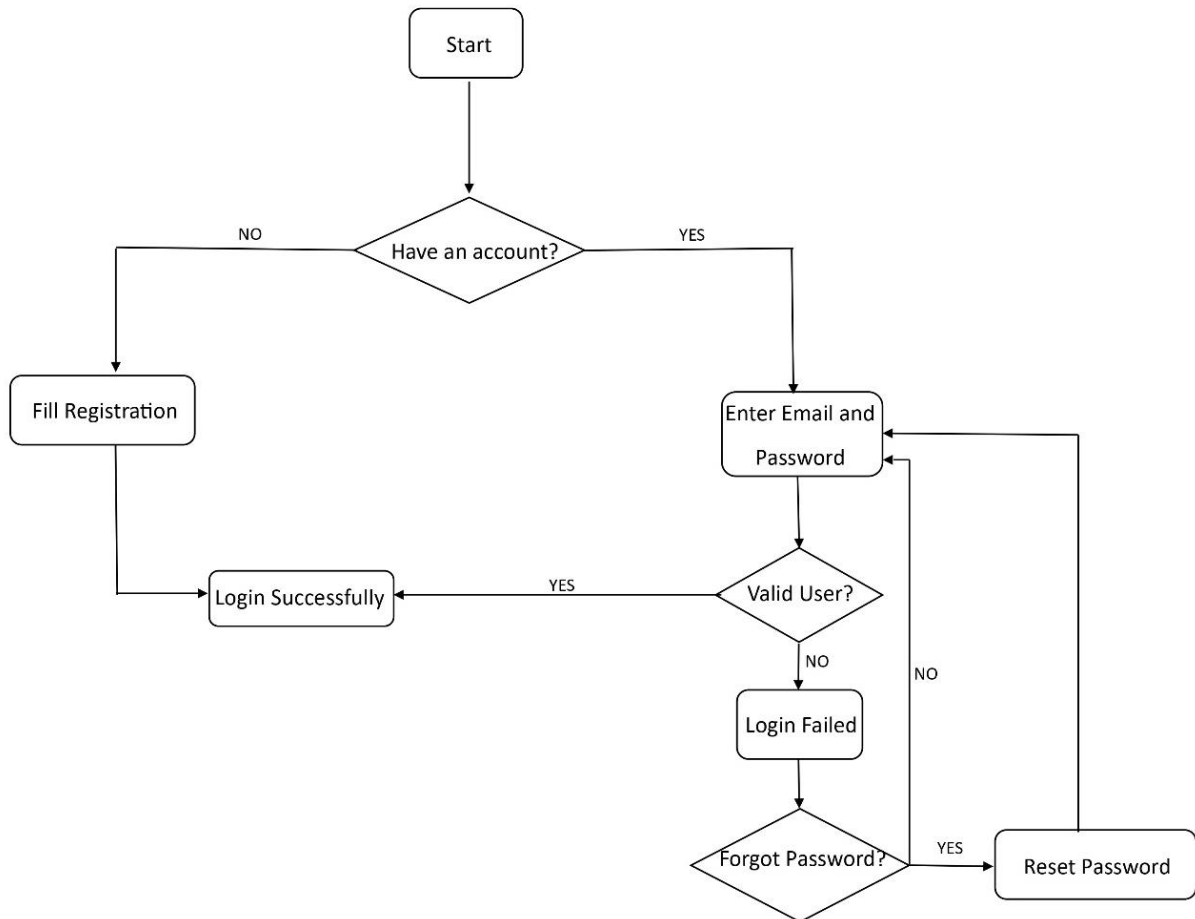 Start
NO
YES
Have an account?
Fill Registration
Enter Email and
Password
Login Successfully
YES
Valid User?
NO
NO
Login Failed
Forgot Password?
YES
Reset Password